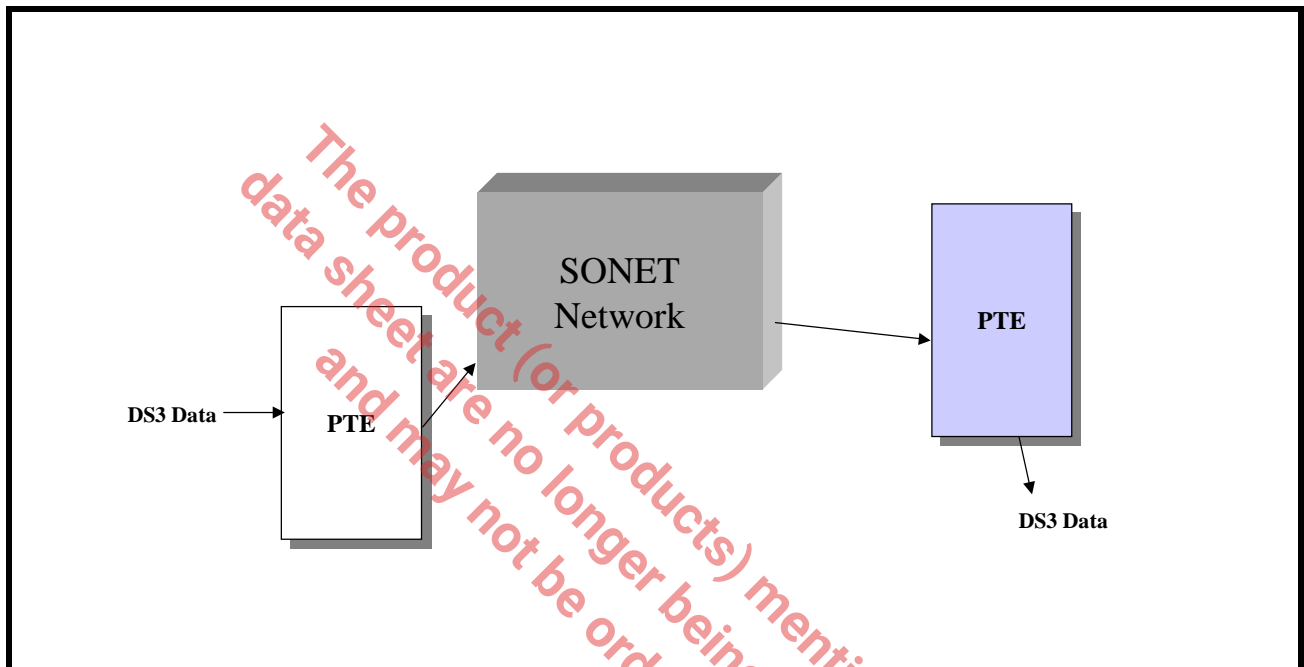 The product (or products) menti
data sheet are no longer being
and may not be ord
SONET
Network
PTE
DS3 Data
PTE
DS3 Data